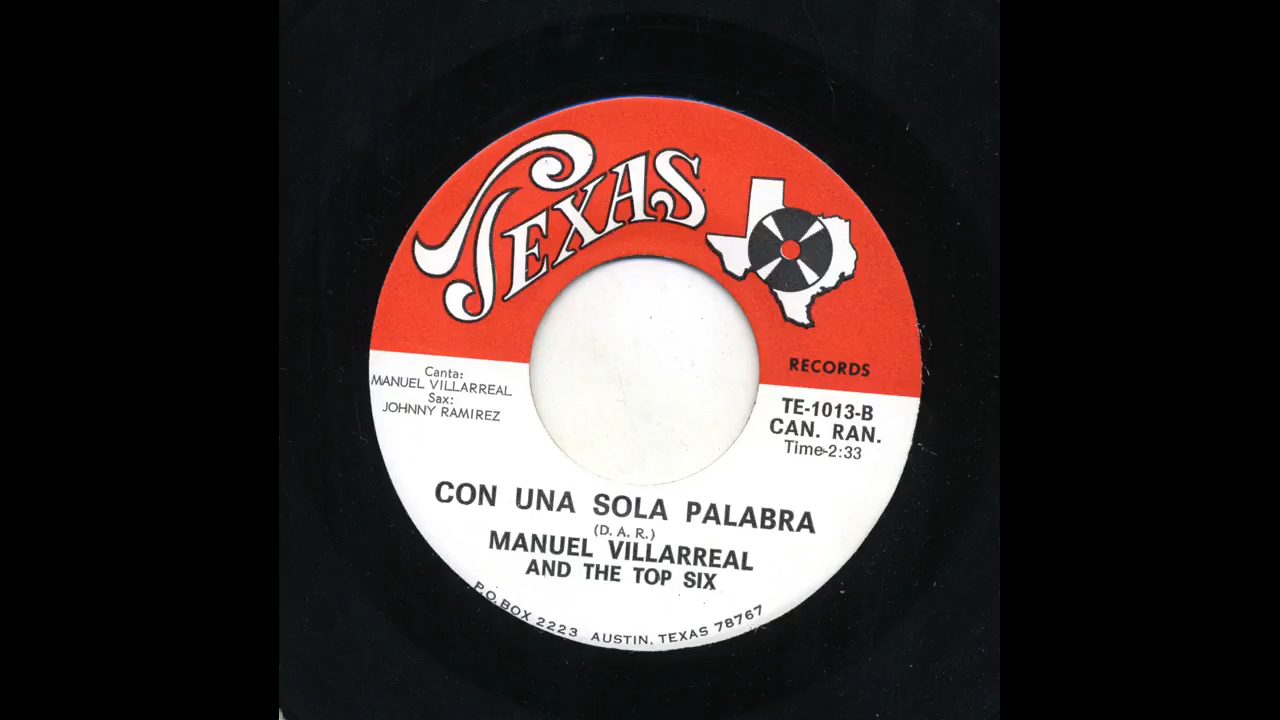 TEXAS
RECORDS
Canta:
MANUEL VILLARREAL
Sax:
JOHNNY RAMIREZ
TE-1013-B
CAN. RAN.
Time-2:33
CON UNA SOLA PALABRA
(D. A. R.)
MANUEL VILLARREAL
AND THE TOP SIX
P.O. BOX 2223 AUSTIN, TEXAS 78767